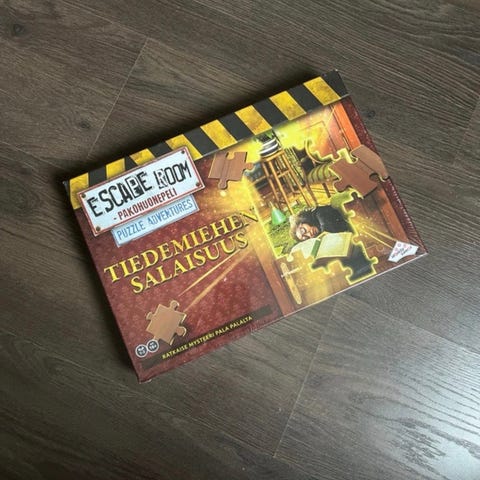 ESCAPE ROOM
- PAKOHUONEPELI
PUZZLE ADVENTURES
TIEDEMIEHEN
SALAISUUS
RATKAISE MYSTEERI PALA PALALTA